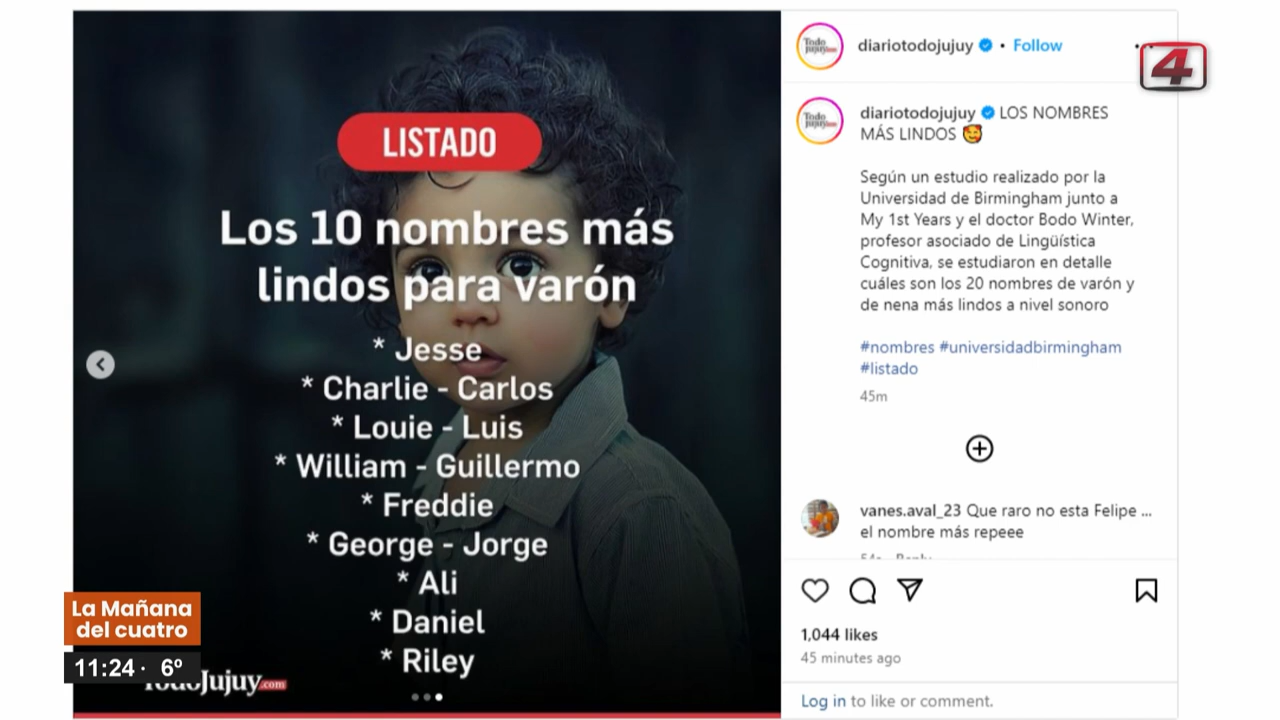 LISTADO
Los 10 nombres más
lindos para varón
* Jesse
* Charlie - Carlos
* Louie - Luis
* William - Guillermo
* Freddie
* George - Jorge
* Ali
* Daniel
* Riley
La Mañana
del cuatro
11:24 · 6º
TodoJujuy.com
diariotodojujuy • Follow
4
diariotodojujuy LOS NOMBRES
MÁS LINDOS 🥰
Según un estudio realizado por la
Universidad de Birmingham junto a
My 1st Years y el doctor Bodo Winter,
profesor asociado de Lingüística
Cognitiva, se estudiaron en detalle
cuáles son los 20 nombres de varón y
de nena más lindos a nivel sonoro
#nombres #universidadbirmingham
#listado
45m
vanes.aval_23 Que raro no esta Felipe ...
el nombre más repeee
1,044 likes
45 minutes ago
Log in to like or comment.